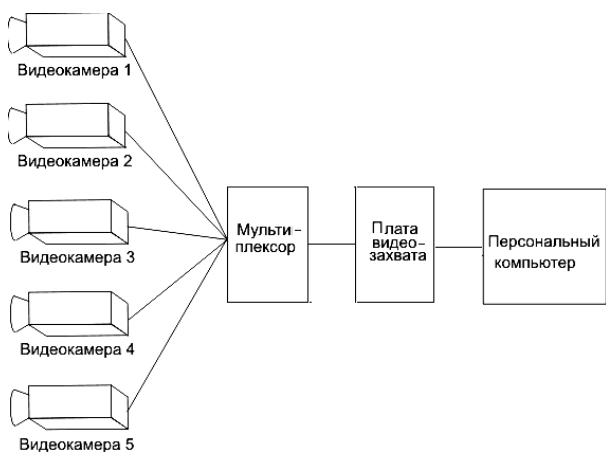 Видеокамера 1
Видеокамера 2
Видеокамера 3
Видеокамера 4
Видеокамера 5
Мульти -
плексор
Плата
видео-
захвата
Персональный
компьютер